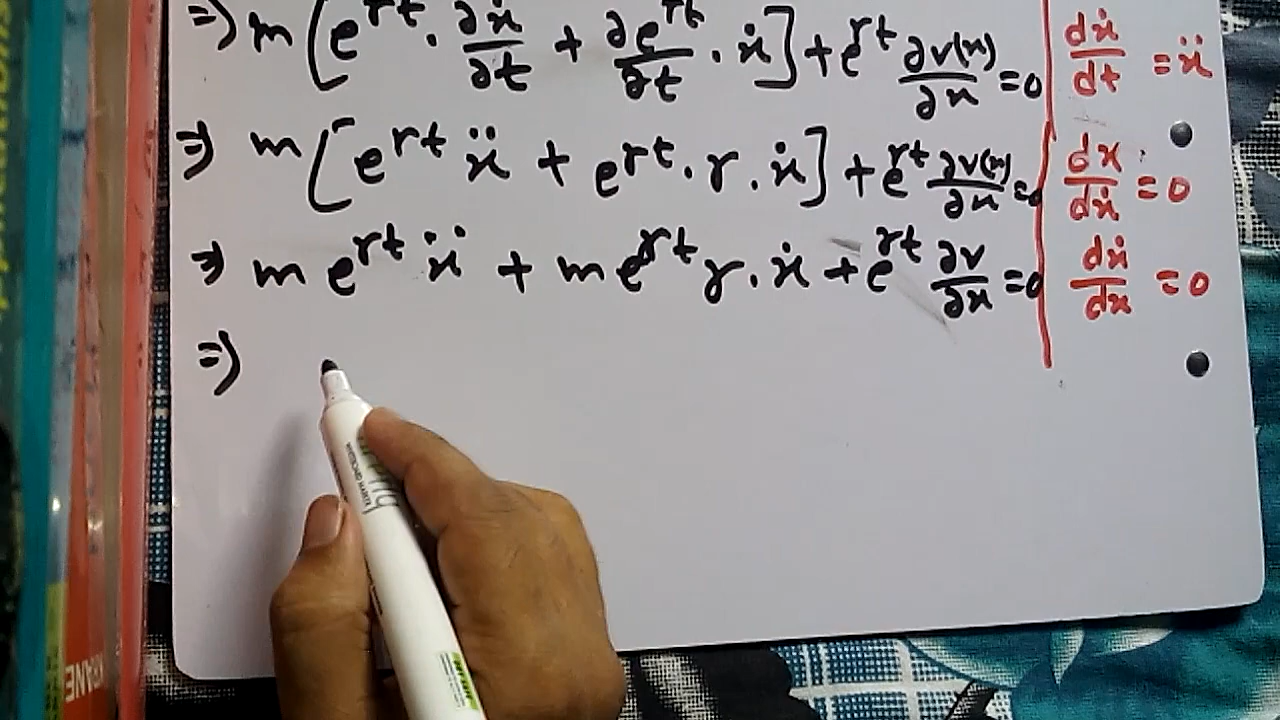 ⇒ m[e^{rt} · ∂ẋ/∂t + ∂e^{rt}/∂t · ẋ] + e^{rt} ∂v(x)/∂x = 0
dẋ/dt = ẍ
⇒ m[e^{rt} ẍ + e^{rt} · r · ẋ] + e^{rt} ∂v(x)/∂x = 0
dx/dẋ = 0
⇒ m e^{rt} ẍ + m e^{rt} r · ẋ + e^{rt} ∂v/∂x = 0
dẋ/dx = 0
⇒